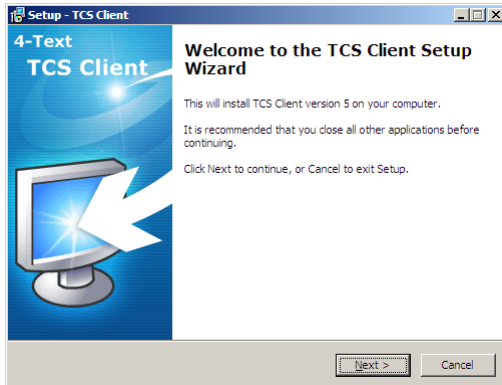 Setup - TCS Client
4-Text
TCS Client
Welcome to the TCS Client Setup
Wizard
This will install TCS Client version 5 on your computer.
It is recommended that you close all other applications before
continuing.
Click Next to continue, or Cancel to exit Setup.
Next >
Cancel